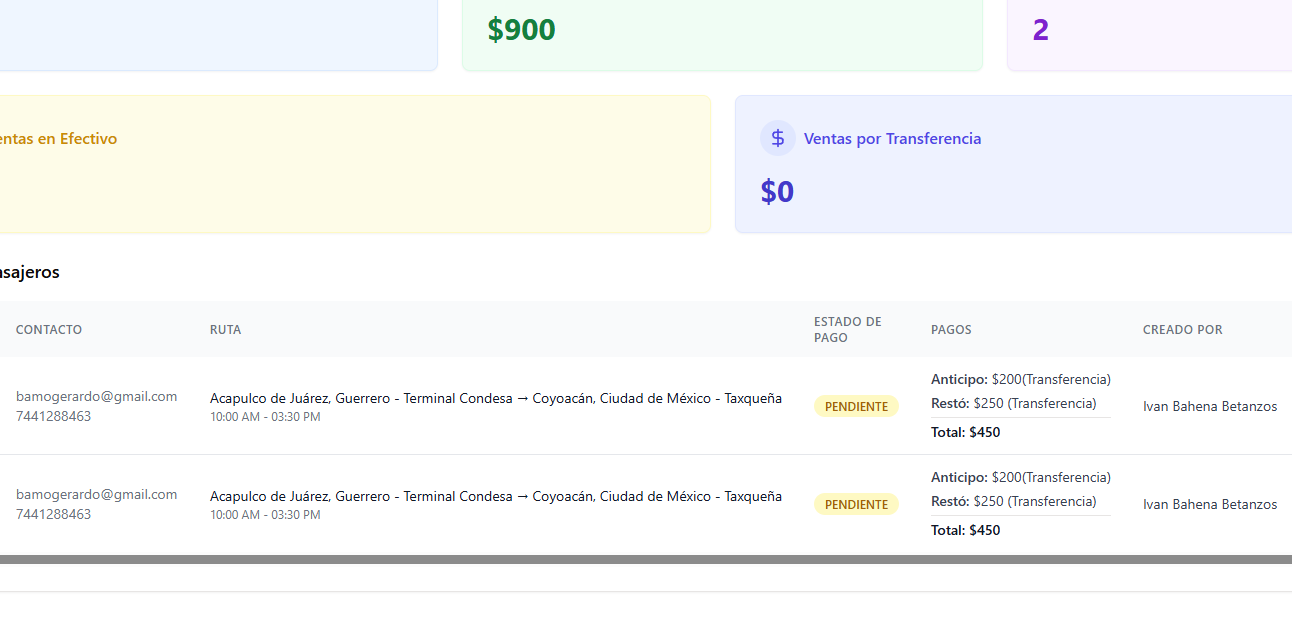 $900
2
entas en Efectivo
$ Ventas por Transferencia
$0
sajeros
CONTACTO RUTA ESTADO DE PAGO PAGOS CREADO POR
bamogerardo@gmail.com
7441288463
Acapulco de Juárez, Guerrero - Terminal Condesa → Coyoacán, Ciudad de México - Taxqueña
10:00 AM - 03:30 PM
PENDIENTE
Anticipo: $200(Transferencia)
Restó: $250 (Transferencia)
Total: $450
Ivan Bahena Betanzos
bamogerardo@gmail.com
7441288463
Acapulco de Juárez, Guerrero - Terminal Condesa → Coyoacán, Ciudad de México - Taxqueña
10:00 AM - 03:30 PM
PENDIENTE
Anticipo: $200(Transferencia)
Restó: $250 (Transferencia)
Total: $450
Ivan Bahena Betanzos